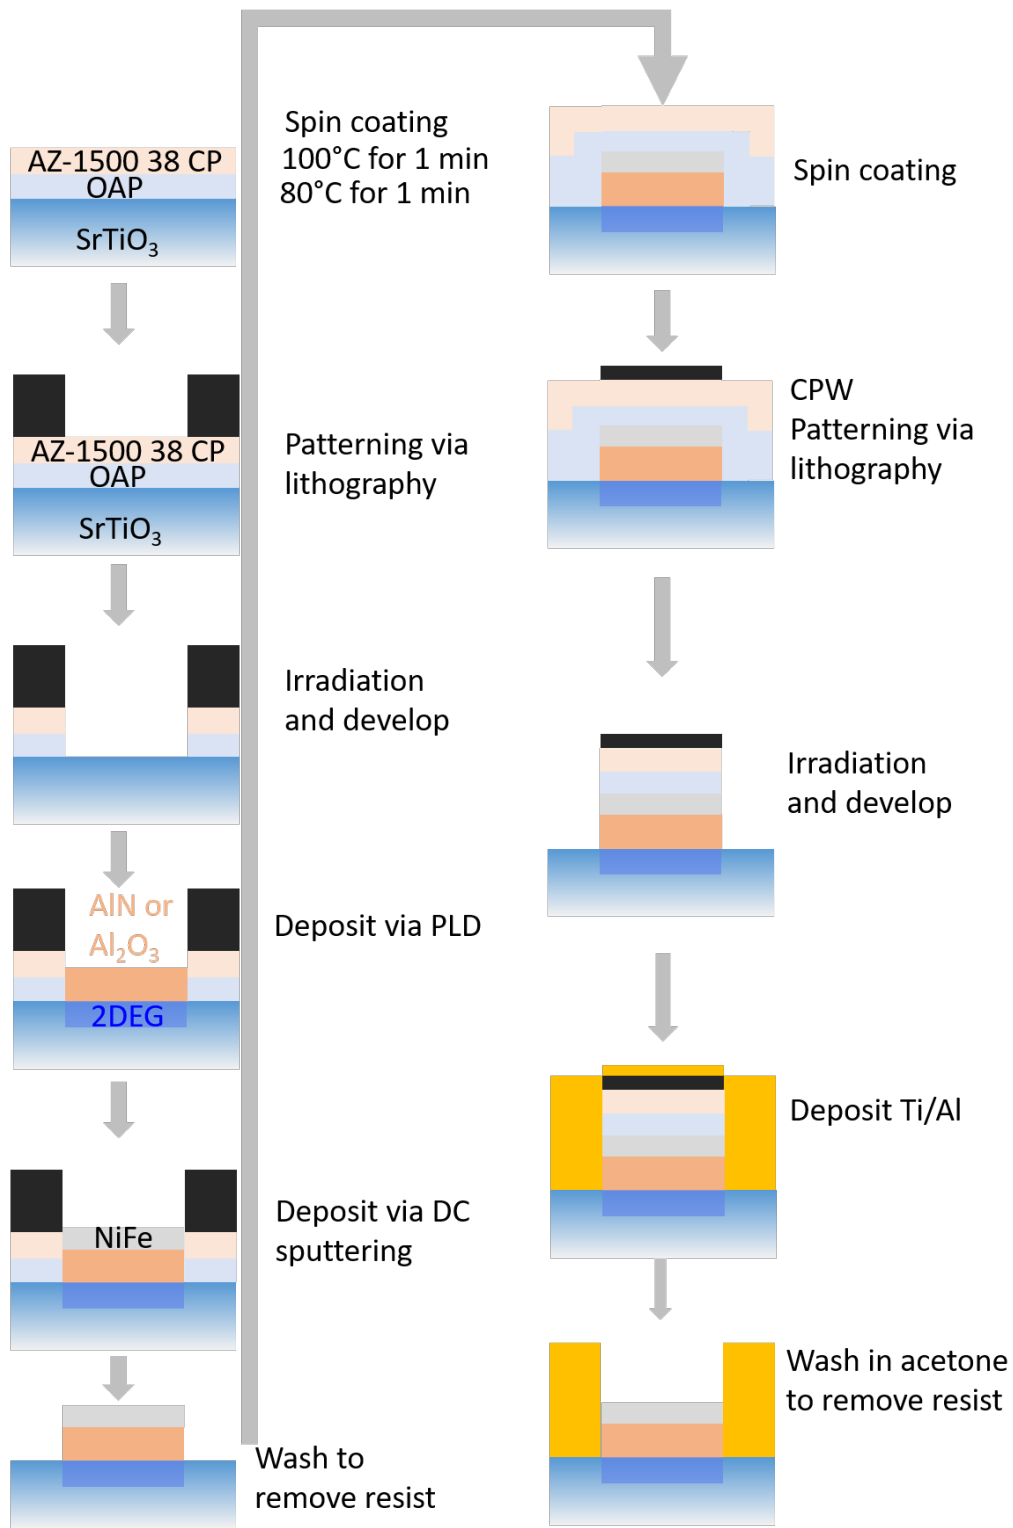 AZ-1500 38 CP
OAP
SrTiO₃
Spin coating
100°C for 1 min
80°C for 1 min
AZ-1500 38 CP
OAP
SrTiO₃
Patterning via
lithography
Irradiation
and develop
AlN or
Al₂O₃
2DEG
Deposit via PLD
NiFe
Deposit via DC
sputtering
Wash to
remove resist
Spin coating
CPW
Patterning via
lithography
Irradiation
and develop
Deposit Ti/Al
Wash in acetone
to remove resist